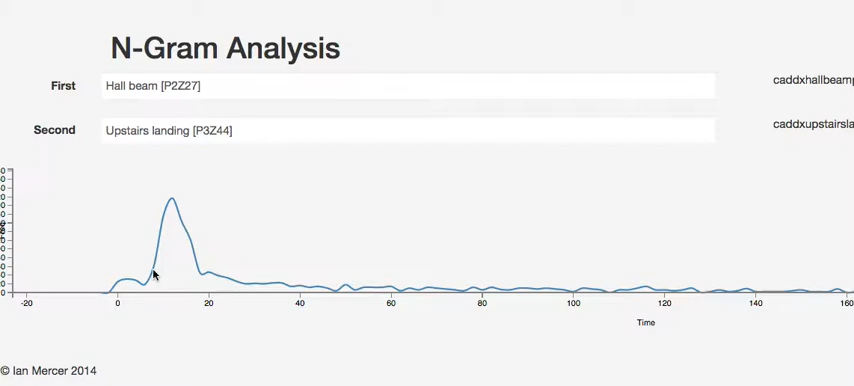 N-Gram Analysis
First
Hall beam [P2Z27]
caddxhallbeam
Second
Upstairs landing [P3Z44]
caddxupstairsla
-20 0 20 40 60 80 100 120 140 160
Time
© Ian Mercer 2014